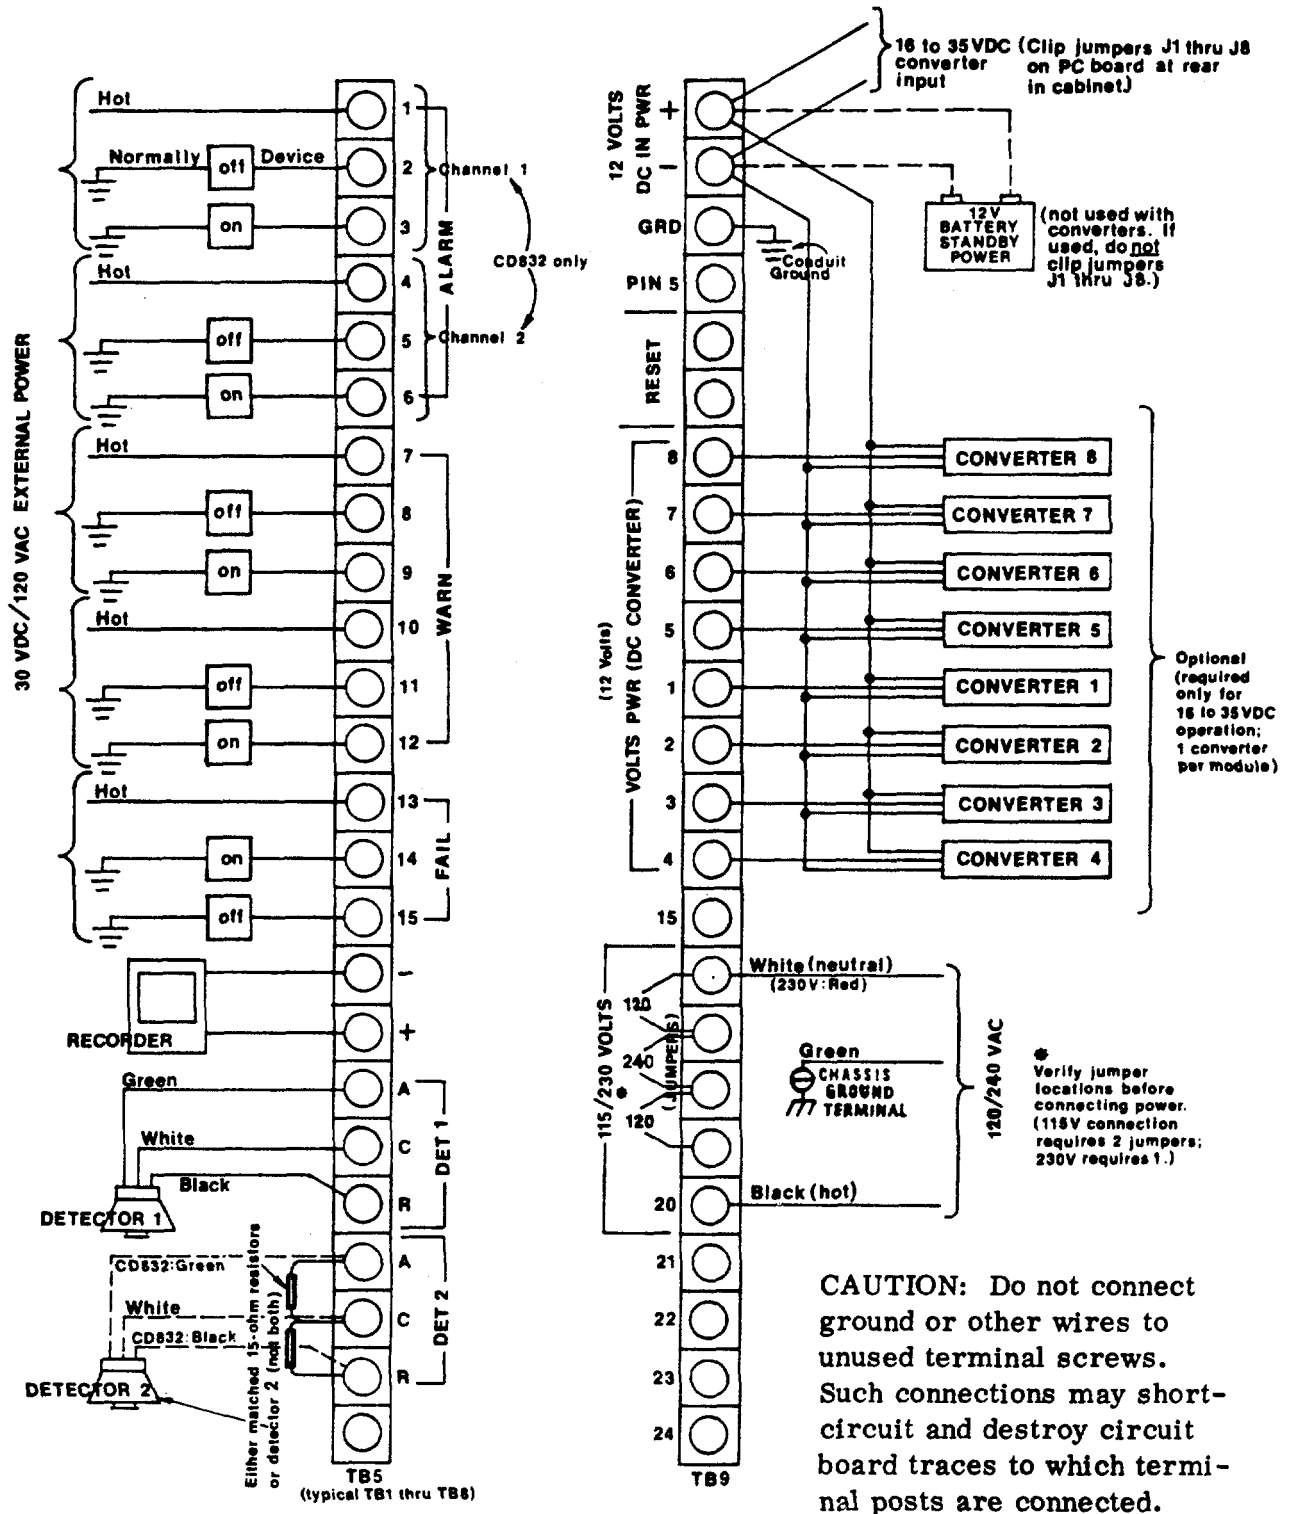 30 VDC/120 VAC EXTERNAL POWER
Hot
Normally
off
Device
on
Hot
off
on
Hot
off
on
Hot
off
on
Hot
on
off
RECORDER
Green
White
Black
DETECTOR 1
CD832:Green
White
CD832:Black
DETECTOR 2
Either matched 15-ohm resistors
or detector 2 (not both)
1
2
3
4
5
6
7
8
9
10
11
12
13
14
15
-
+
A
C
R
A
C
R
Channel 1
Channel 2
CD832 only
ALARM
WARN
FAIL
DET 1
DET 2
TB5
(typical TB1 thru TB8)
16 to 35VDC (Clip jumpers J1 thru J8
converter on PC board at rear
input in cabinet.)
12 VOLTS
DC IN PWR
+
-
GRD
PIN 5
Conduit
Ground
12V
BATTERY
STANDBY
POWER
(not used with
converters. If
used, do not
clip jumpers
J1 thru J8.)
RESET
(12 Volts)
VOLTS PWR (DC CONVERTER)
8
7
6
5
1
2
3
4
15
CONVERTER 8
CONVERTER 7
CONVERTER 6
CONVERTER 5
CONVERTER 1
CONVERTER 2
CONVERTER 3
CONVERTER 4
Optional
(required
only for
16 to 35VDC
operation;
1 converter
per module)
115/230 VOLTS
*
(JUMPERS)
120
240
120
20
21
22
23
24
White (neutral)
(230V:Red)
Green
CHASSIS
GROUND
TERMINAL
Black (hot)
120/240 VAC
*
Verify jumper
locations before
connecting power.
(115V connection
requires 2 jumpers;
230V requires 1.)
TB9
CAUTION: Do not connect
ground or other wires to
unused terminal screws.
Such connections may short-
circuit and destroy circuit
board traces to which termi-
nal posts are connected.